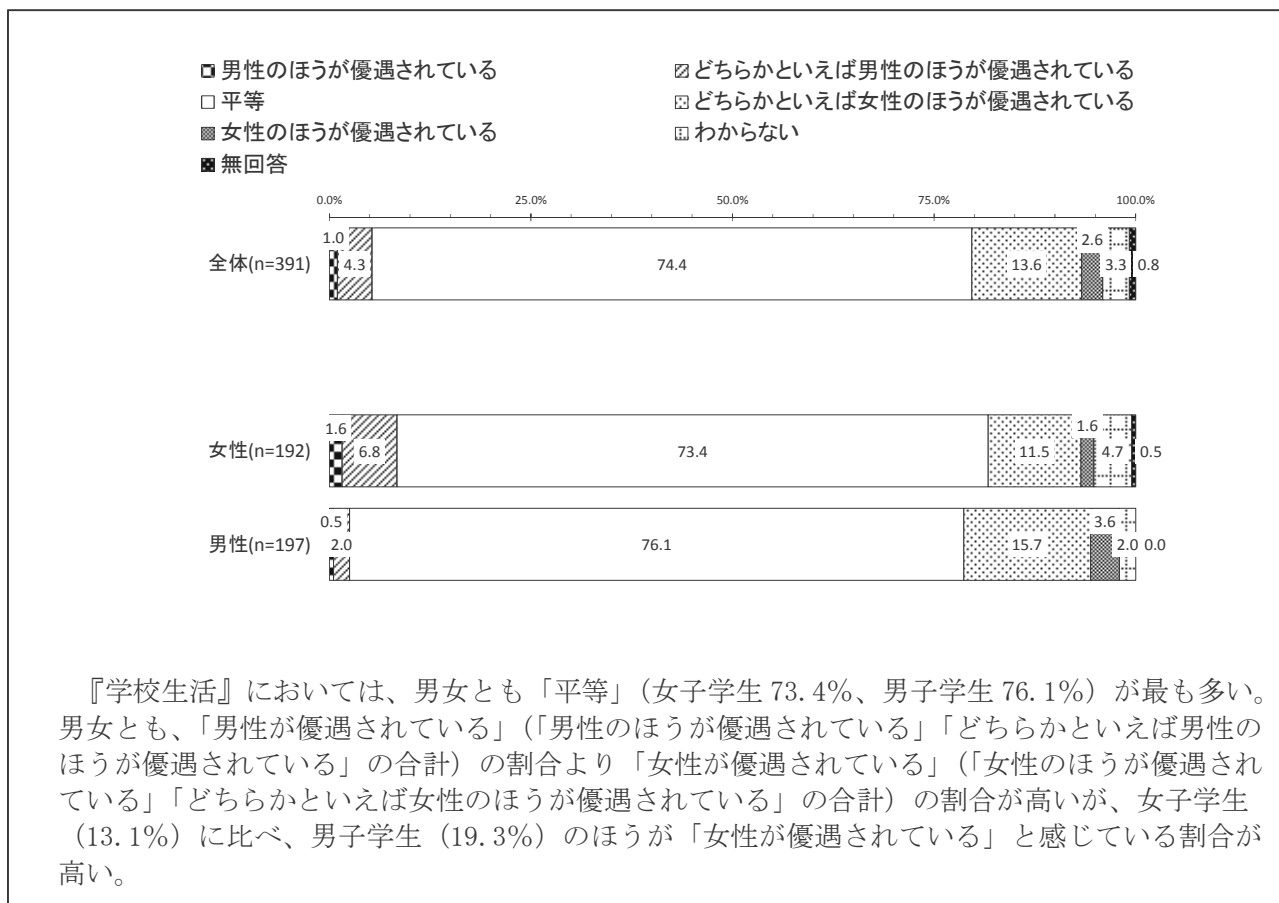 男性のほうが優遇されている
どちらかといえば男性のほうが優遇されている
平等
どちらかといえば女性のほうが優遇されている
女性のほうが優遇されている
わからない
無回答
0.0% 25.0% 50.0% 75.0% 100.0%
全体(n=391) 1.0 4.3 74.4 13.6 2.6 3.3 0.8
女性(n=192) 1.6 6.8 73.4 11.5 1.6 4.7 0.5
男性(n=197) 0.5 2.0 76.1 15.7 3.6 2.0 0.0
『学校生活』においては、男女とも「平等」（女子学生 73.4%、男子学生 76.1%）が最も多い。
男女とも、「男性が優遇されている」（「男性のほうが優遇されている」「どちらかといえば男性の
ほうが優遇されている」の合計）の割合より「女性が優遇されている」（「女性のほうが優遇され
ている」「どちらかといえば女性のほうが優遇されている」の合計）の割合が高いが、女子学生
（13.1%）に比べ、男子学生（19.3%）のほうが「女性が優遇されている」と感じている割合が
高い。